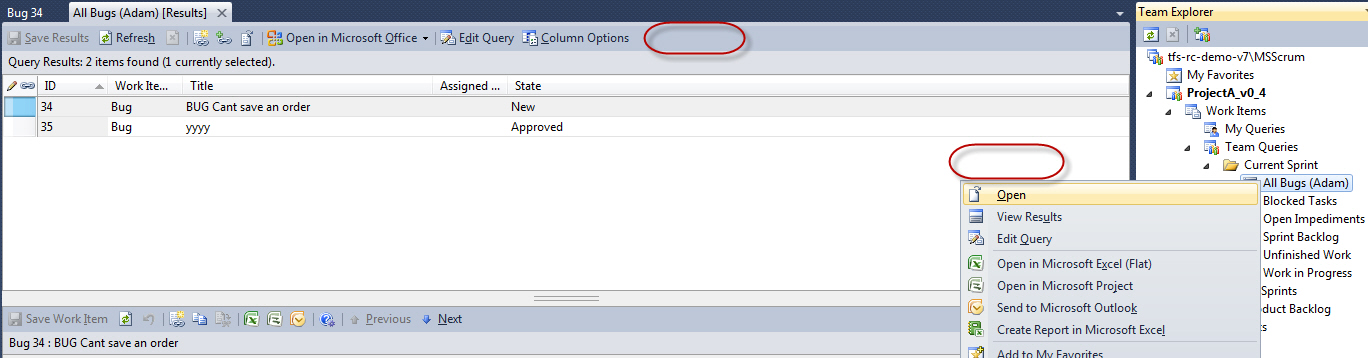 Bug 34 All Bugs (Adam) [Results]
Save Results Refresh Open in Microsoft Office Edit Query Column Options
Query Results: 2 items found (1 currently selected).
ID Work Ite... Title Assigned ... State
34 Bug BUG Cant save an order New
35 Bug yyyy Approved
Save Work Item Previous Next
Bug 34 : BUG Cant save an order
Open
View Results
Edit Query
Open in Microsoft Excel (Flat)
Open in Microsoft Project
Send to Microsoft Outlook
Create Report in Microsoft Excel
Add to My Favorites
Team Explorer
tfs-rc-demo-v7\MSScrum
My Favorites
ProjectA_v0_4
Work Items
My Queries
Team Queries
Current Sprint
All Bugs (Adam)
Blocked Tasks
Open Impediments
Sprint Backlog
Unfinished Work
Work in Progress
Sprints
duct Backlog